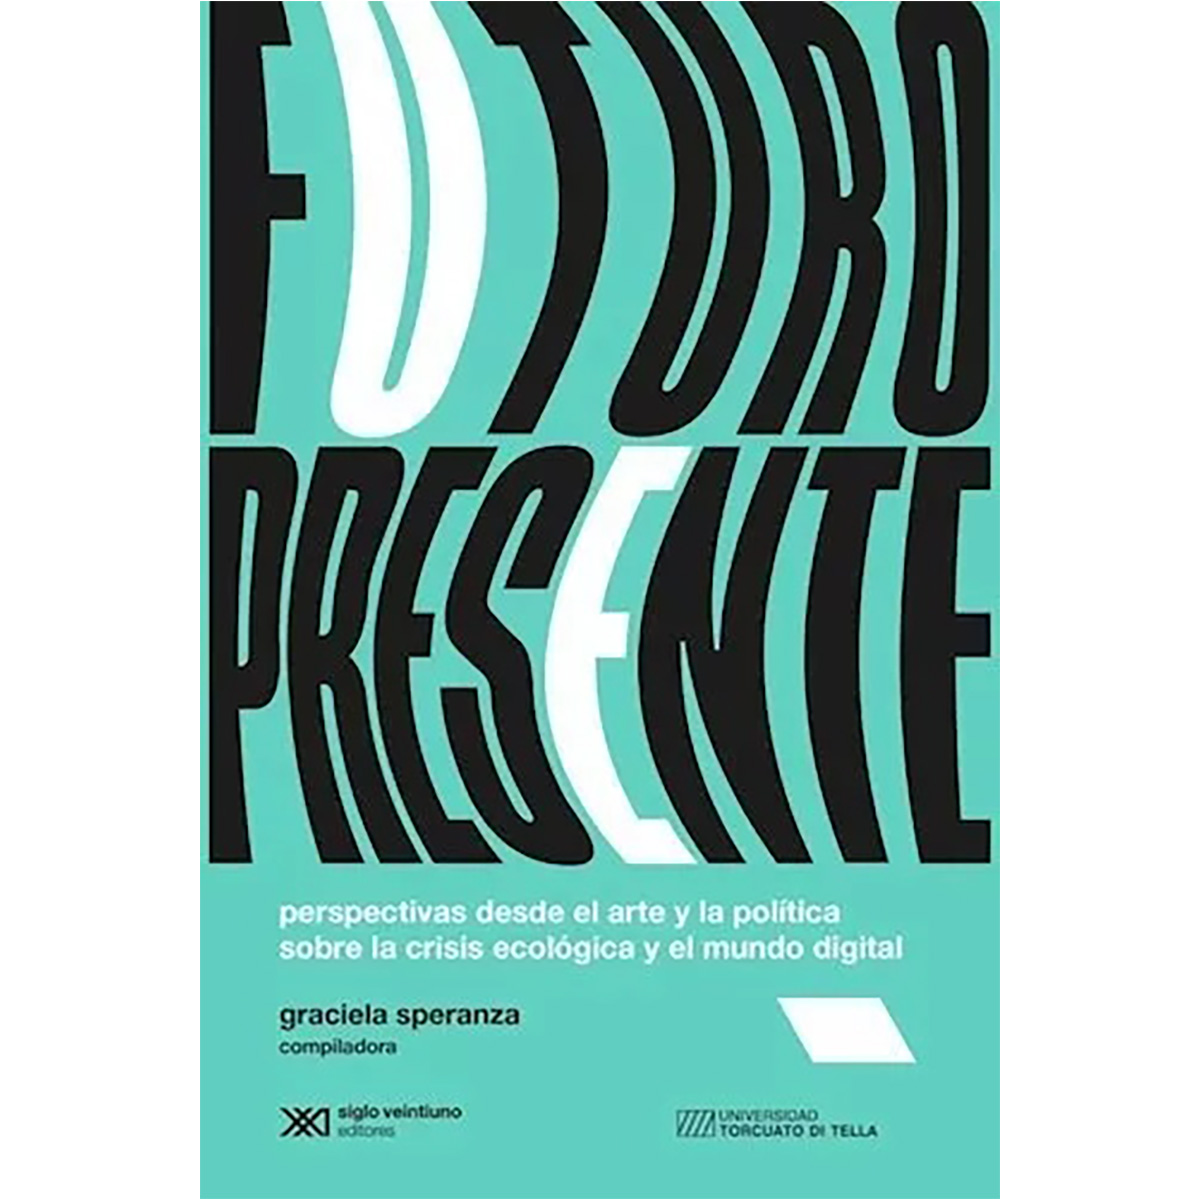 FUTURO
PRESENTE
perspectivas desde el arte y la política
sobre la crisis ecológica y el mundo digital
graciela speranza
compiladora
siglo veintiuno
editores
UNIVERSIDAD
TORCUATO DI TELLA